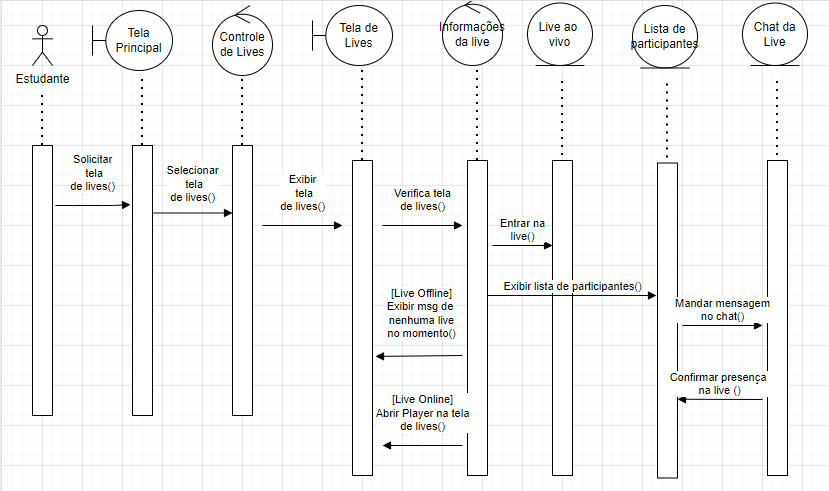 Estudante
Tela
Principal
Controle
de Lives
Tela de
Lives
Informações
da live
Live ao
vivo
Lista de
participantes
Chat da
Live
Solicitar
tela
de lives()
Selecionar
tela
de lives()
Exibir
tela
de lives()
Verifica tela
de lives()
Entrar na
live()
Exibir lista de participantes()
[Live Offline]
Exibir msg de
nenhuma live
no momento()
Mandar mensagem
no chat()
Confirmar presença
na live ()
[Live Online]
Abrir Player na tela
de lives()